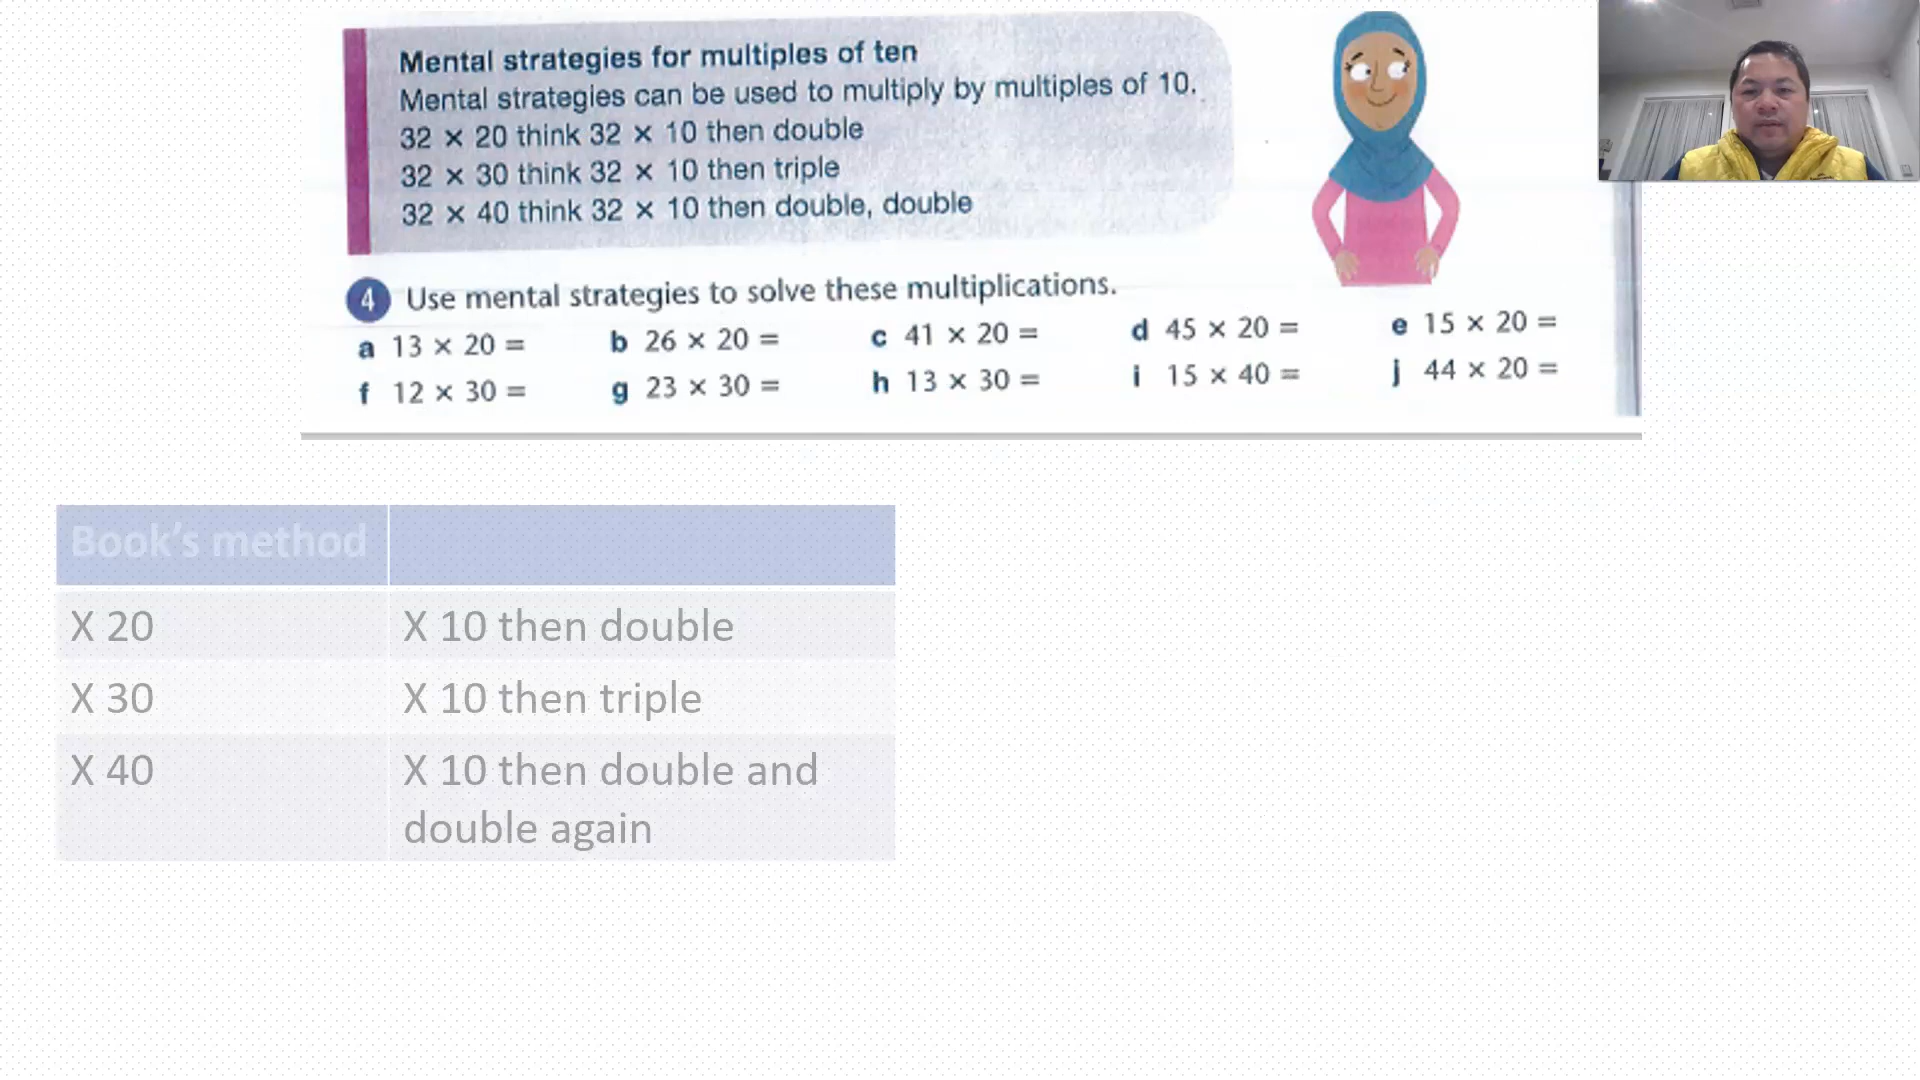 Mental strategies for multiples of ten
Mental strategies can be used to multiply by multiples of 10.
32 × 20 think 32 × 10 then double
32 × 30 think 32 × 10 then triple
32 × 40 think 32 × 10 then double, double
4 Use mental strategies to solve these multiplications.
a 13 × 20 = b 26 × 20 = c 41 × 20 = d 45 × 20 = e 15 × 20 =
f 12 × 30 = g 23 × 30 = h 13 × 30 = i 15 × 40 = j 44 × 20 =
Book's method
X 20 X 10 then double
X 30 X 10 then triple
X 40 X 10 then double and
double again